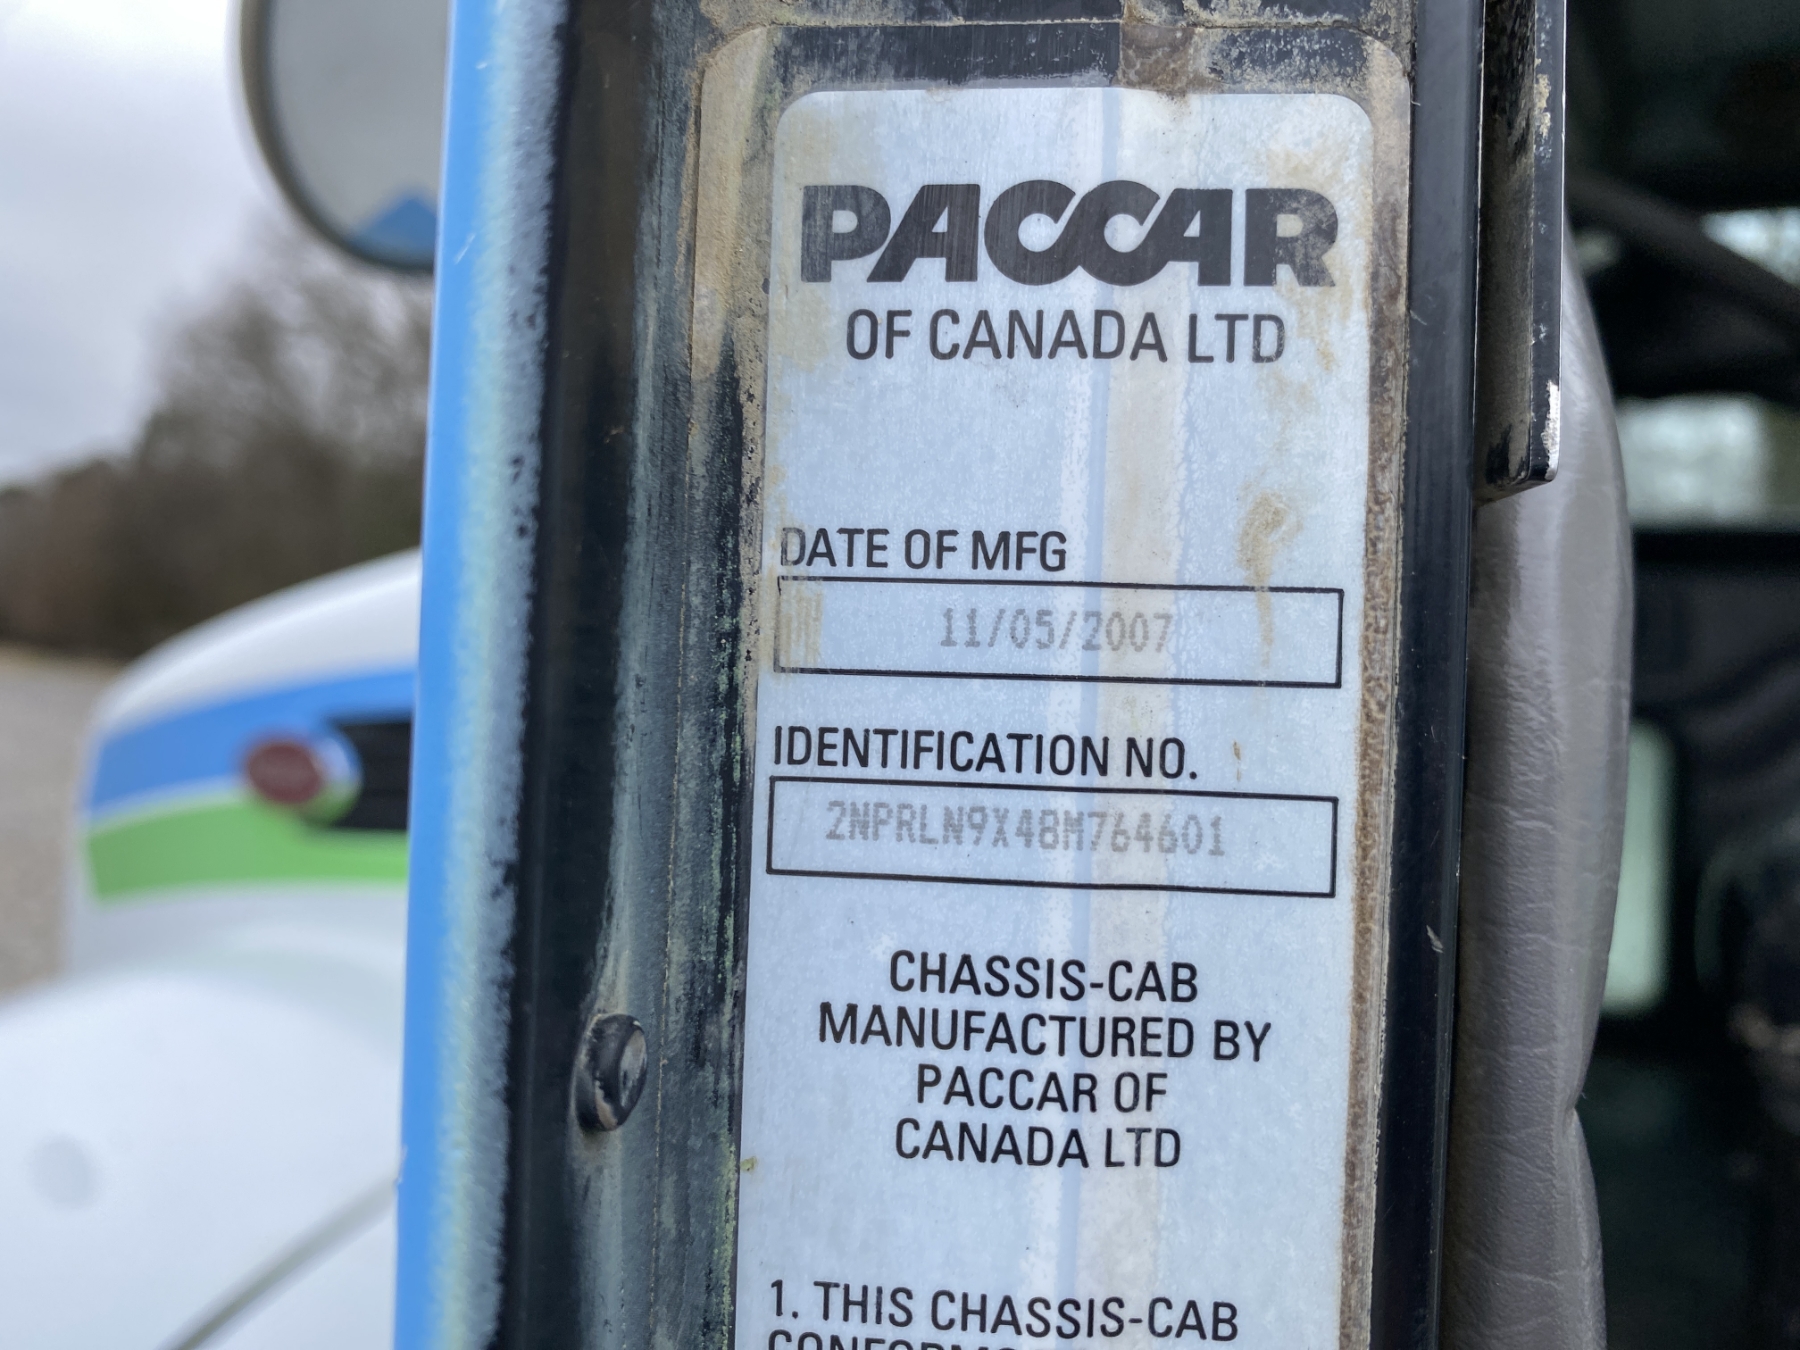 PACCAR
OF CANADA LTD
DATE OF MFG
11/05/2007
IDENTIFICATION NO.
2NPRLN9X48M764601
CHASSIS-CAB
MANUFACTURED BY
PACCAR OF
CANADA LTD
1. THIS CHASSIS-CAB